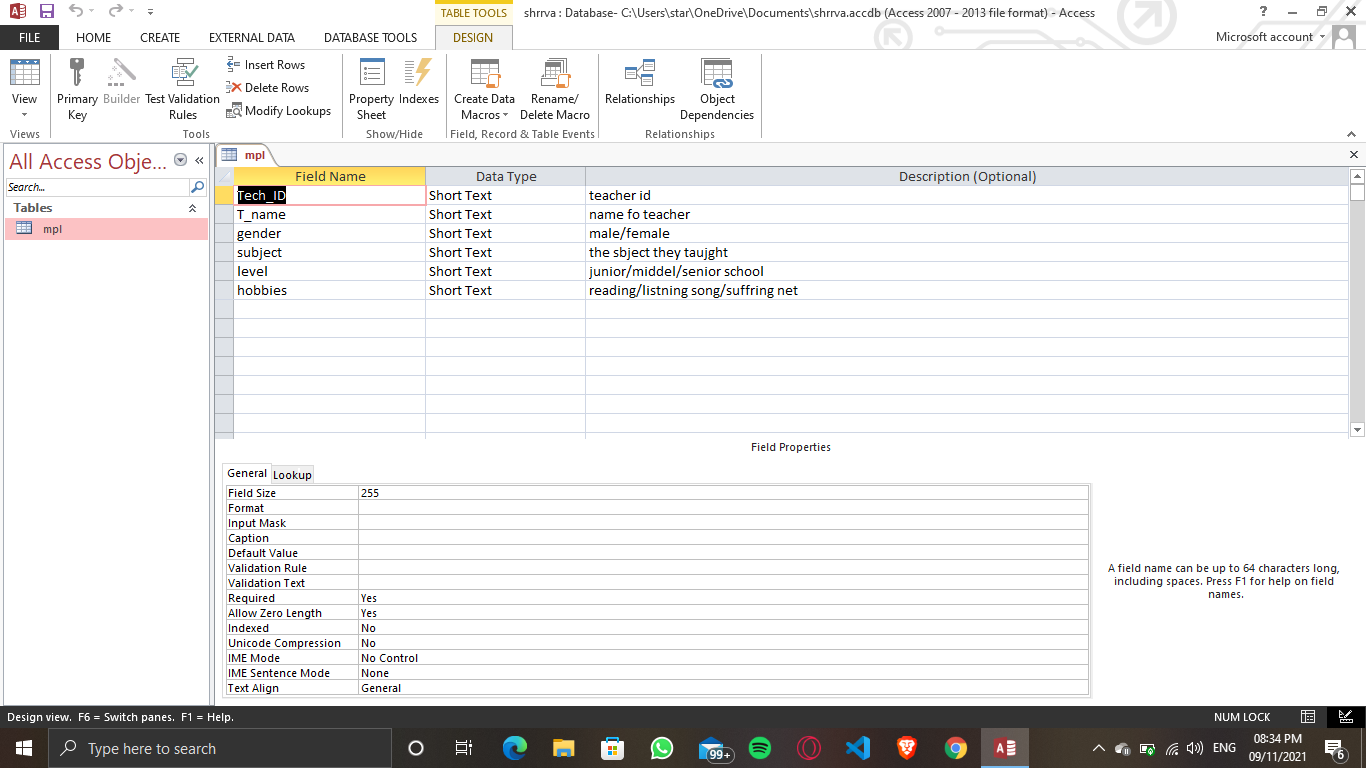 TABLE TOOLS
shrrva : Database- C:\Users\star\OneDrive\Documents\shrrva.accdb (Access 2007 - 2013 file format) - Access
?
FILE HOME CREATE EXTERNAL DATA DATABASE TOOLS DESIGN
Microsoft account
View
Primary Key
Builder
Test Validation Rules
Insert Rows
Delete Rows
Modify Lookups
Property Sheet
Indexes
Create Data Macros
Rename/ Delete Macro
Relationships
Object Dependencies
Views
Tools
Show/Hide
Field, Record & Table Events
Relationships
All Access Obje...
Search...
Tables
mpl
mpl
Field Name Data Type Description (Optional)
Tech_ID Short Text teacher id
T_name Short Text name fo teacher
gender Short Text male/female
subject Short Text the sbject they taujght
level Short Text junior/middel/senior school
hobbies Short Text reading/listning song/suffring net
Field Properties
General Lookup
Field Size 255
Format
Input Mask
Caption
Default Value
Validation Rule
Validation Text
Required Yes
Allow Zero Length Yes
Indexed No
Unicode Compression No
IME Mode No Control
IME Sentence Mode None
Text Align General
A field name can be up to 64 characters long,
including spaces. Press F1 for help on field
names.
Design view. F6 = Switch panes. F1 = Help.
NUM LOCK
Type here to search
99+
ENG
08:34 PM
09/11/2021
6